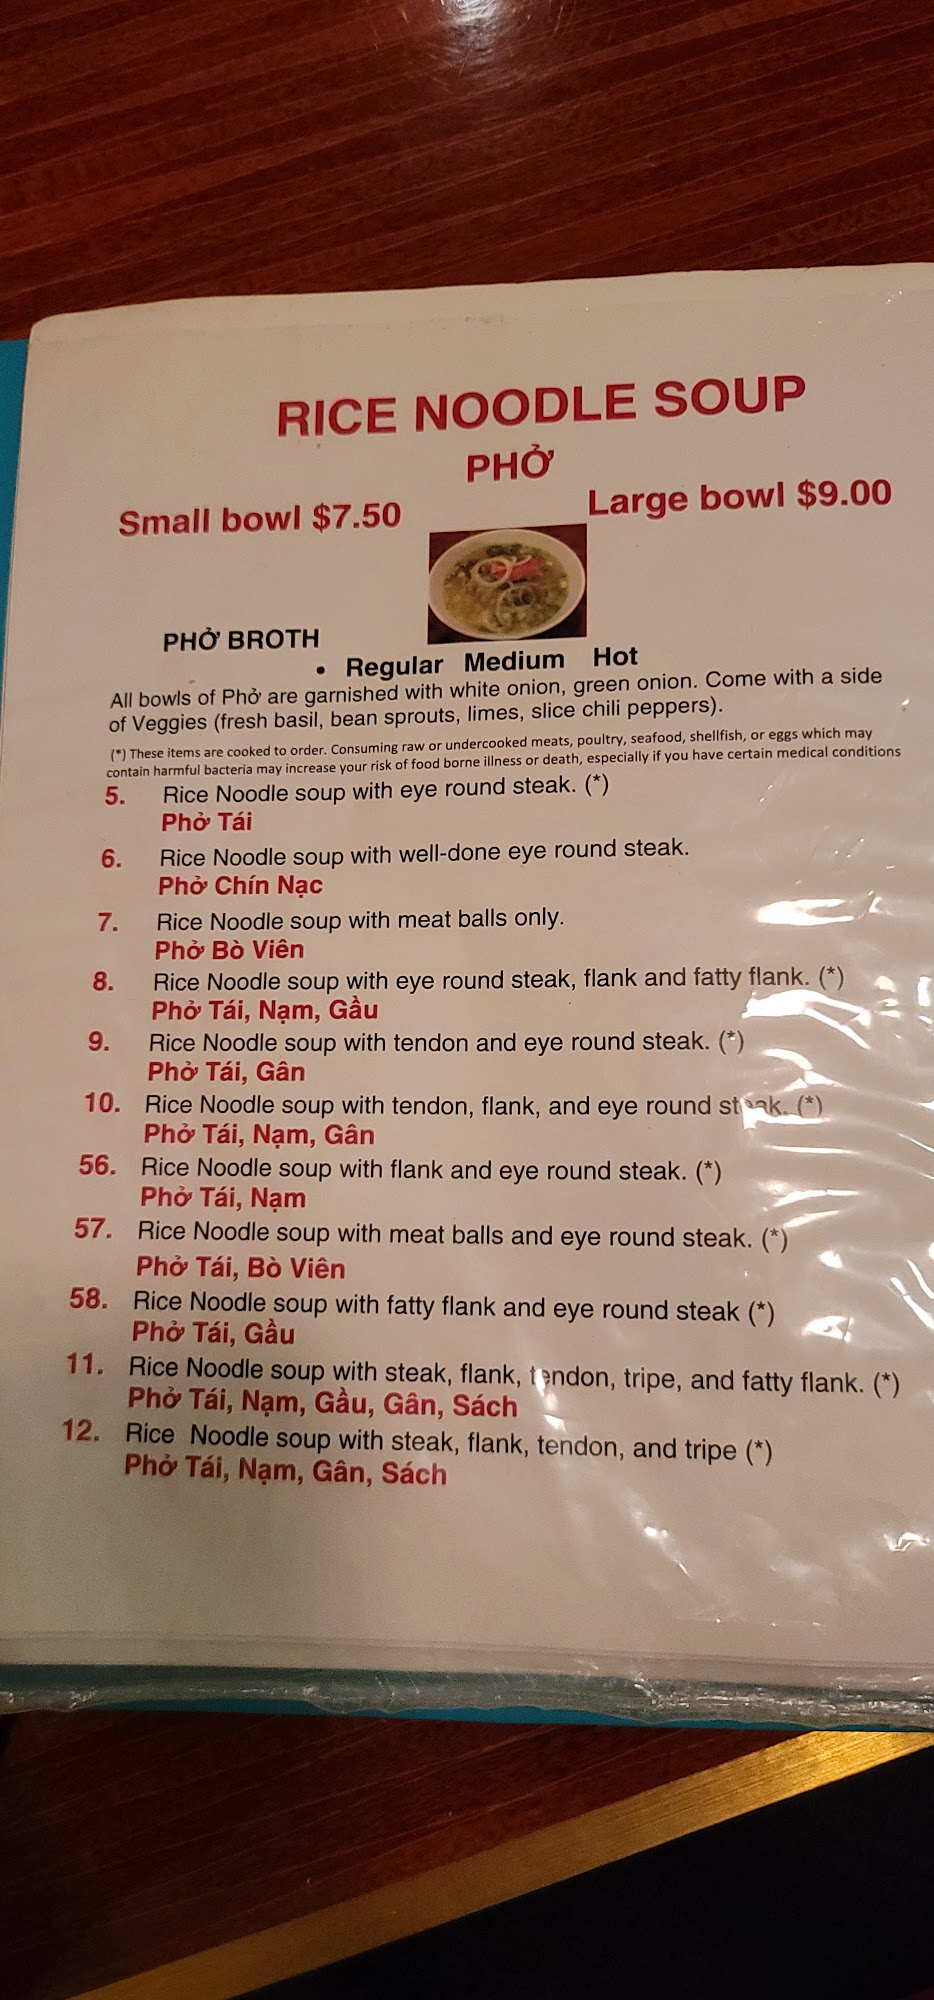 RICE NOODLE SOUP
PHỞ
Small bowl $7.50 Large bowl $9.00
PHỞ BROTH
• Regular Medium Hot
All bowls of Phở are garnished with white onion, green onion. Come with a side
of Veggies (fresh basil, bean sprouts, limes, slice chili peppers).
(*) These items are cooked to order. Consuming raw or undercooked meats, poultry, seafood, shellfish, or eggs which may
contain harmful bacteria may increase your risk of food borne illness or death, especially if you have certain medical conditions
5. Rice Noodle soup with eye round steak. (*)
Phở Tái
6. Rice Noodle soup with well-done eye round steak.
Phở Chín Nạc
7. Rice Noodle soup with meat balls only.
Phở Bò Viên
8. Rice Noodle soup with eye round steak, flank and fatty flank. (*)
Phở Tái, Nạm, Gầu
9. Rice Noodle soup with tendon and eye round steak. (*)
Phở Tái, Gân
10. Rice Noodle soup with tendon, flank, and eye round steak. (*)
Phở Tái, Nạm, Gân
56. Rice Noodle soup with flank and eye round steak. (*)
Phở Tái, Nạm
57. Rice Noodle soup with meat balls and eye round steak. (*)
Phở Tái, Bò Viên
58. Rice Noodle soup with fatty flank and eye round steak (*)
Phở Tái, Gầu
11. Rice Noodle soup with steak, flank, tendon, tripe, and fatty flank. (*)
Phở Tái, Nạm, Gầu, Gân, Sách
12. Rice Noodle soup with steak, flank, tendon, and tripe (*)
Phở Tái, Nạm, Gân, Sách